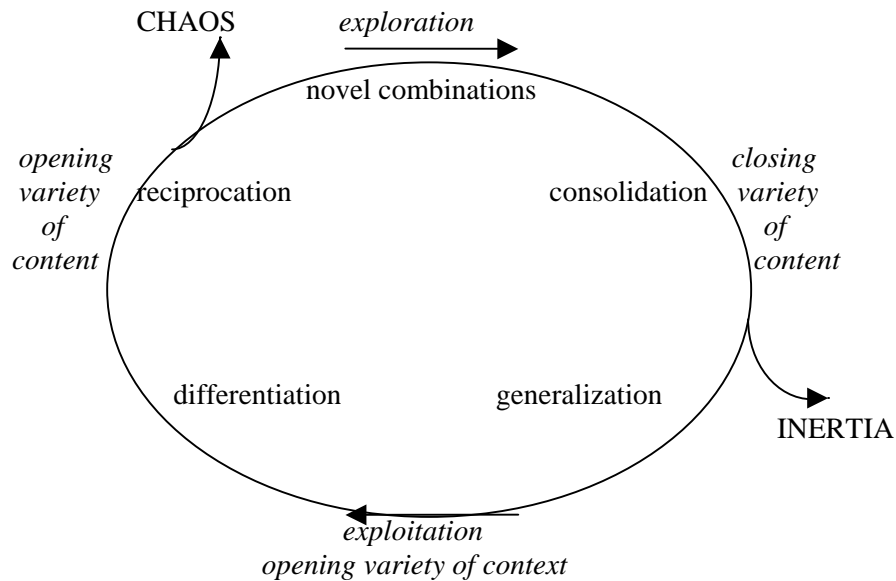 CHAOS
exploration
novel combinations
opening
variety
of
content
reciprocation
consolidation
closing
variety
of
content
differentiation
generalization
INERTIA
exploitation
opening variety of context